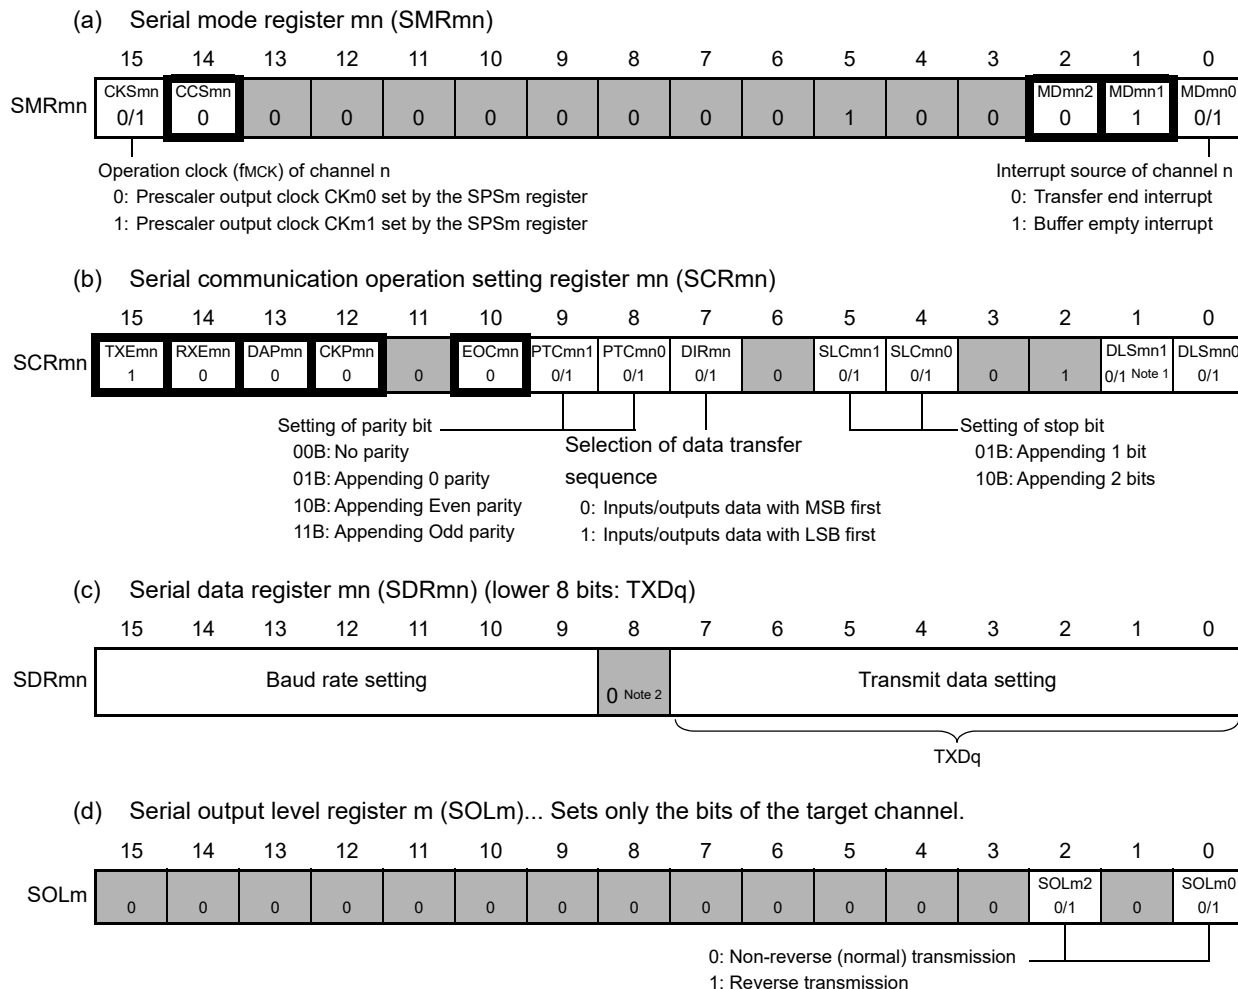 (a) Serial mode register mn (SMRmn)
15 14 13 12 11 10 9 8 7 6 5 4 3 2 1 0
SMRmn CKSmn CCSmn MDmn2 MDmn1 MDmn0
0/1 0 0 0 0 0 0 0 0 0 1 0 0 0 1 0/1
Operation clock (fMCK) of channel n
0: Prescaler output clock CKm0 set by the SPSm register
1: Prescaler output clock CKm1 set by the SPSm register
Interrupt source of channel n
0: Transfer end interrupt
1: Buffer empty interrupt
(b) Serial communication operation setting register mn (SCRmn)
15 14 13 12 11 10 9 8 7 6 5 4 3 2 1 0
SCRmn TXEmn RXEmn DAPmn CKPmn EOCmn PTCmn1 PTCmn0 DIRmn SLCmn1 SLCmn0 DLSmn1 DLSmn0
1 0 0 0 0 0 0/1 0/1 0/1 0 0/1 0/1 0 1 0/1 Note 1 0/1
Setting of parity bit
00B: No parity
01B: Appending 0 parity
10B: Appending Even parity
11B: Appending Odd parity
Selection of data transfer
sequence
0: Inputs/outputs data with MSB first
1: Inputs/outputs data with LSB first
Setting of stop bit
01B: Appending 1 bit
10B: Appending 2 bits
(c) Serial data register mn (SDRmn) (lower 8 bits: TXDq)
15 14 13 12 11 10 9 8 7 6 5 4 3 2 1 0
SDRmn Baud rate setting 0 Note 2 Transmit data setting
TXDq
(d) Serial output level register m (SOLm)... Sets only the bits of the target channel.
15 14 13 12 11 10 9 8 7 6 5 4 3 2 1 0
SOLm SOLm2 SOLm0
0 0 0 0 0 0 0 0 0 0 0 0 0 0/1 0 0/1
0: Non-reverse (normal) transmission
1: Reverse transmission